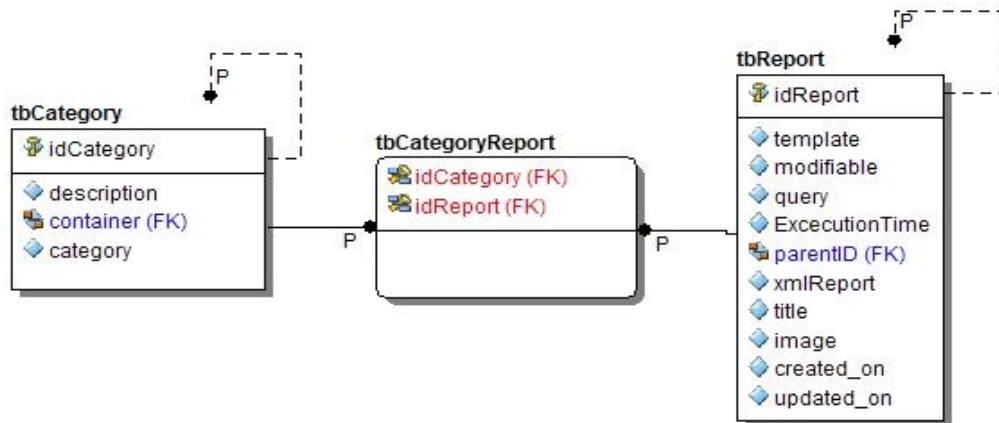 P
tbCategory
idCategory
description
container (FK)
category
P
tbCategoryReport
idCategory (FK)
idReport (FK)
P
P
tbReport
idReport
template
modifiable
query
ExcecutionTime
parentID (FK)
xmlReport
title
image
created_on
updated_on